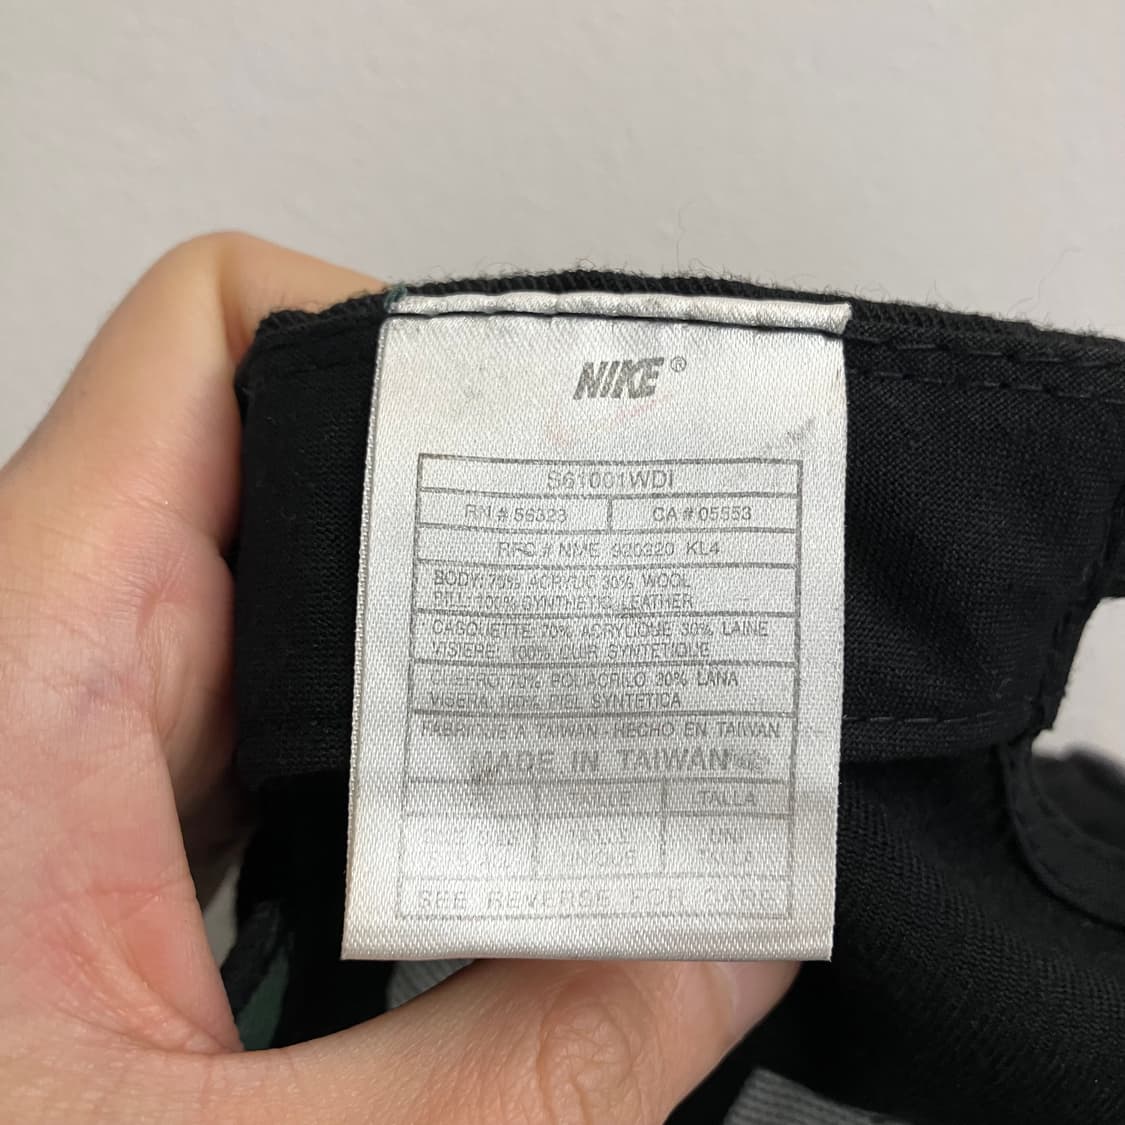 NIKE®
S61001WDI
RN # 56323 CA # 05553
RFC # NME 920220 KL4
BODY: 70% ACRYLIC 30% WOOL
BILL: 100% SYNTHETIC LEATHER
CASQUETTE 70% ACRYLIQUE 30% LAINE
VISIERE: 100% CUIR SYNTETIQUE
CUERPO: 70% POLIACRILO 30% LANA
VISERA: 100% PIEL SYNTETICA
FABRIQUE A TAIWAN - HECHO EN TAIWAN
MADE IN TAIWAN
TAILLE TALLA
TAILLE UNI
UNIQUE TALLA
SEE REVERSE FOR CARE